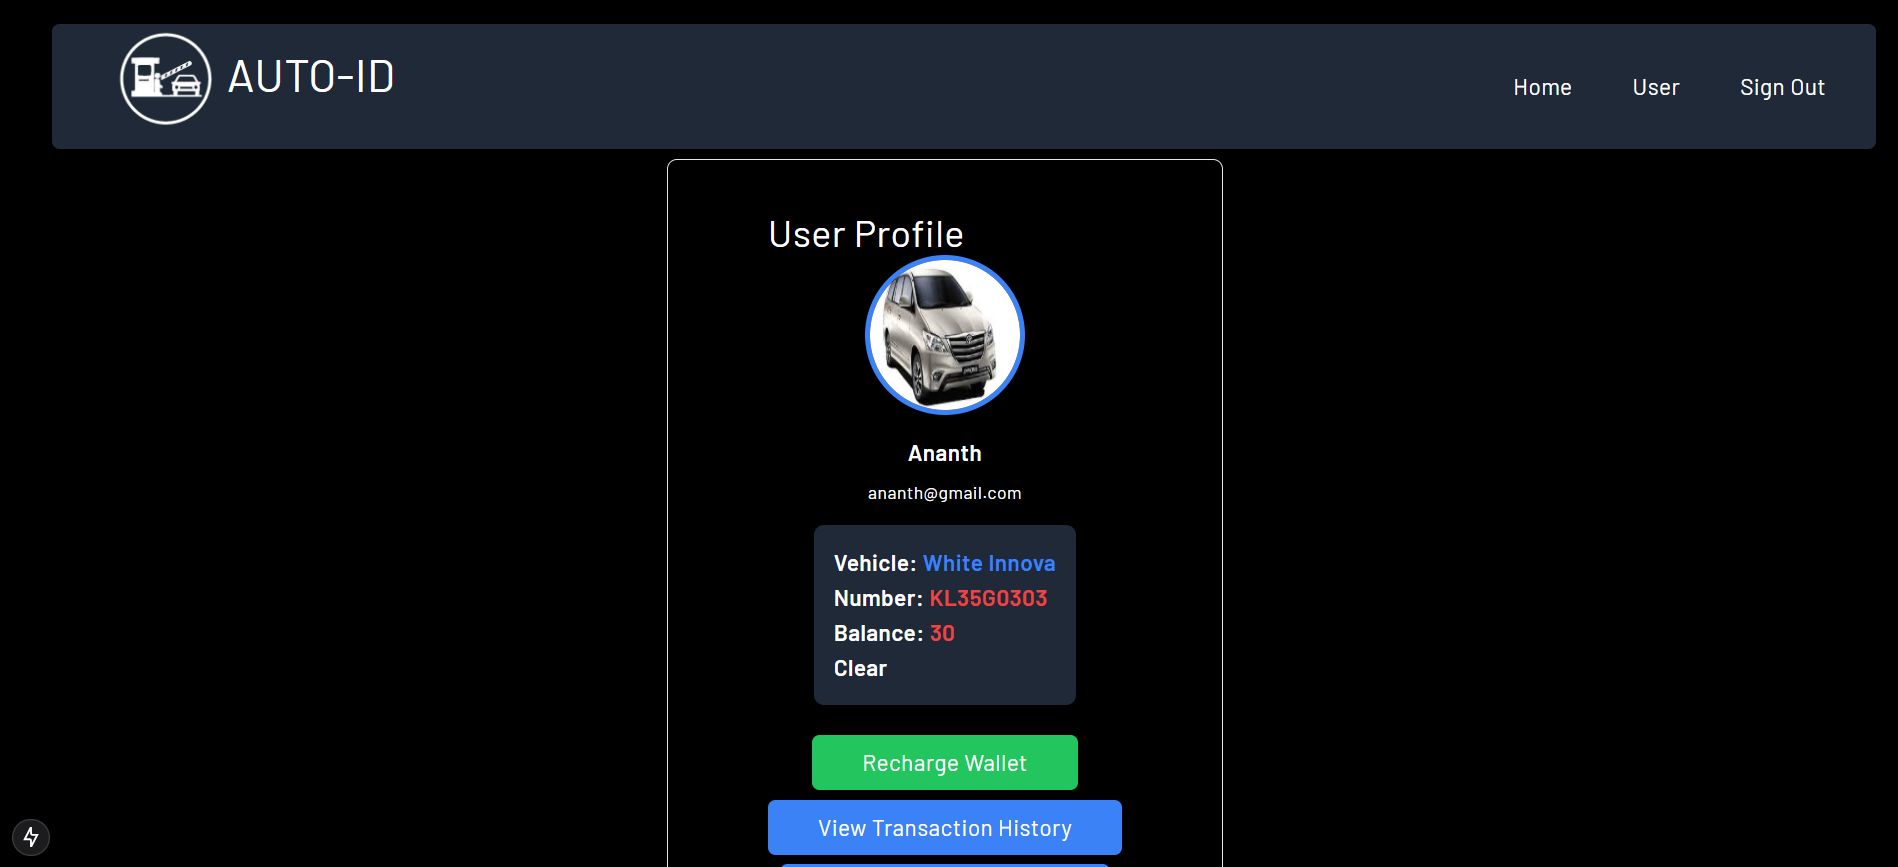 AUTO-ID
Home User Sign Out
User Profile
Ananth
ananth@gmail.com
Vehicle: White Innova
Number: KL35G0303
Balance: 30
Clear
Recharge Wallet
View Transaction History